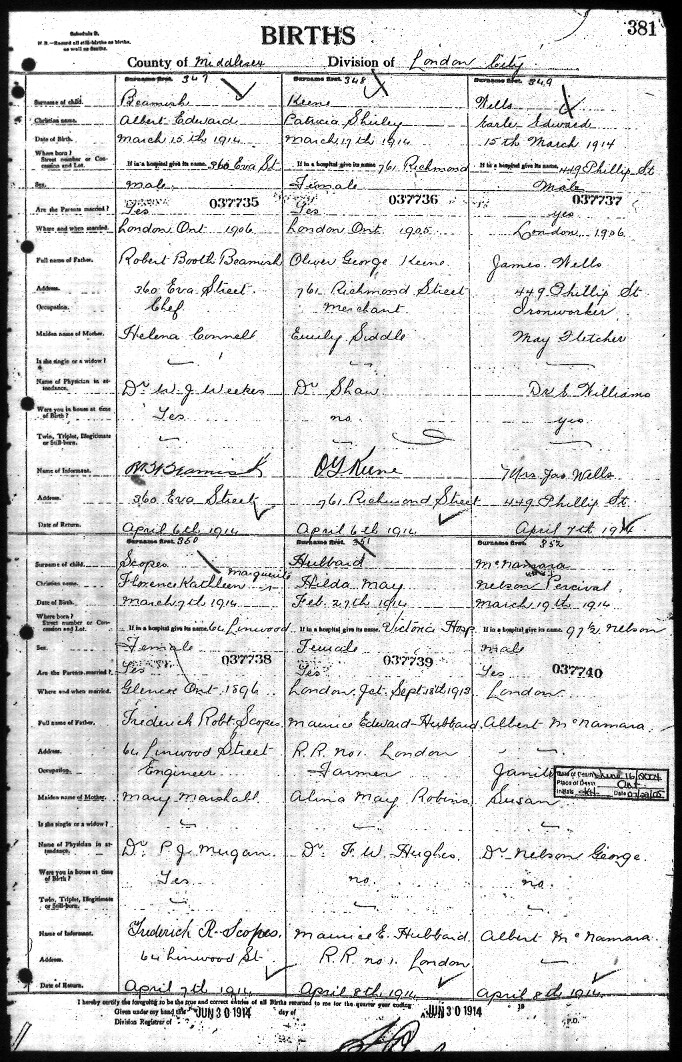 Schedule B.
N. B.—Record all still-births as births, as well as deaths.
BIRTHS
381
County of Middlesex Division of London City
Surname first. 347
Surname first. 348
Surname first. 349
Surname of child. Beamish Keene Wells
Christian name. Albert Edward Patricia Shirley Earle Edward
Date of Birth. March 15th 1914 March 17th 1914 15th March 1914
Where born? Street number or Concession and Lot. If in a hospital give its name. 360 Eva St If in a hospital give its name. 761 Richmond If in a hospital give its name. 449 Phillip St
Sex. male. Female Male
037735 037736 037737
Are the Parents married? Yes Yes yes
Where and when married. London Ont 1906 London Ont 1905 London 1906
Full name of Father. Robert Booth Beamish Oliver George Keene James Wells
Address. 360 Eva Street 761 Richmond Street 449 Phillip St
Occupation. Chef Merchant Ironworker
Maiden name of Mother. Helena Connell Emily Siddle May Fletcher
Is she single or a widow?
Name of Physician in attendance. Dr W. J. Weekes Dr Shaw Dr E Williams
Were you in house at time of Birth? Yes no. yes
Twin, Triplet, Illegitimate or Still-born.
Name of Informant. Beamish O G Keene Mrs Jas Wells
Address. 360 Eva Street 761 Richmond Street 449 Phillip St.
Date of Return. April 6th 1914 April 6th 1914 April 7th 1914
Surname first. 350
Surname first. 351
Surname first. 352
Surname of child. Scopes Hubbard McNamara
Marguerite
Christian name. Florence Kathleen Hilda May Nelson Percival
Date of Birth. March 7th 1914 Feb. 27th 1914 March 19th 1914
Where born? Street number or Concession and Lot. If in a hospital give its name. 64 Linwood If in a hospital give its name. Victoria Hosp. If in a hospital give its name. 97½ Nelson
Sex. Female Female male
037738 037739 037740
Are the Parents married? Yes Yes Yes
Where and when married. Glencoe Ont 1896 London Jct. Sept 18th 1913 London
Full name of Father. Frederick Robt. Scopes. Maurice Edward Hubbard. Albert McNamara.
Address. 64 Linwood Street R.R. no 1. London
Occupation. Engineer Farmer
Date of Death June 16/2004
Place of Death Ont
Initials Date
Maiden name of Mother. Mary Marshall Alma May Robins Susan
Is she single or a widow?
Name of Physician in attendance. Dr P. J. Mugan. Dr F. W. Hughes. Dr Nelson George.
Were you in house at time of Birth? Yes no. no.
Twin, Triplet, Illegitimate or Still-born.
Name of Informant. Frederick R. Scopes. Maurice E. Hubbard Albert McNamara.
Address. 64 Linwood St. R.R. no 1. London
Date of Return. April 7th 1914 April 8th 1914 April 8th 1914
I hereby certify the foregoing to be the true and correct entries of all Births returned to me for the quarter year ending JUN 30 1914
Given under my hand this JUN 30 1914 day of 19
Division Registrar of P.O.